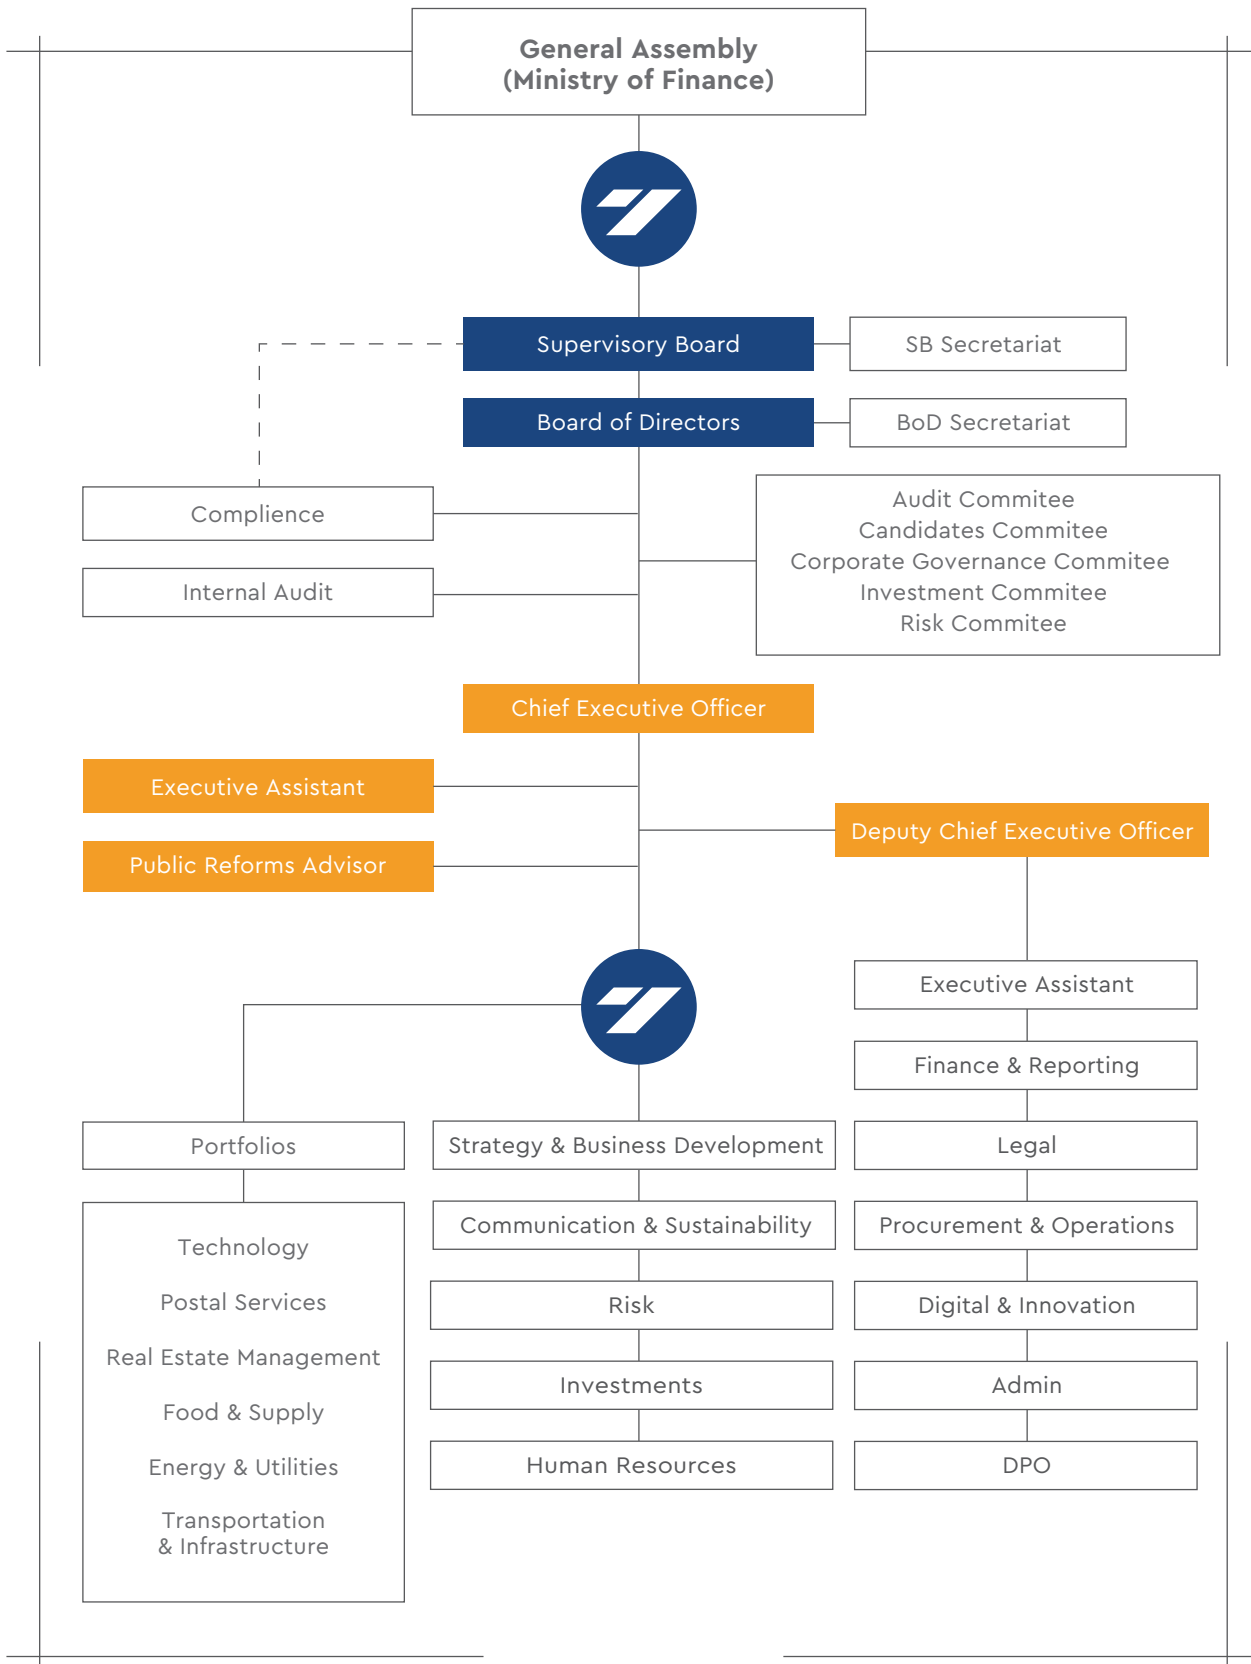 General Assembly
(Ministry of Finance)
Supervisory Board
SB Secretariat
Board of Directors
BoD Secretariat
Complience
Internal Audit
Audit Commitee
Candidates Commitee
Corporate Governance Commitee
Investment Commitee
Risk Commitee
Chief Executive Officer
Executive Assistant
Deputy Chief Executive Officer
Public Reforms Advisor
Portfolios
Technology
Postal Services
Real Estate Management
Food & Supply
Energy & Utilities
Transportation
& Infrastructure
Strategy & Business Development
Communication & Sustainability
Risk
Investments
Human Resources
Executive Assistant
Finance & Reporting
Legal
Procurement & Operations
Digital & Innovation
Admin
DPO